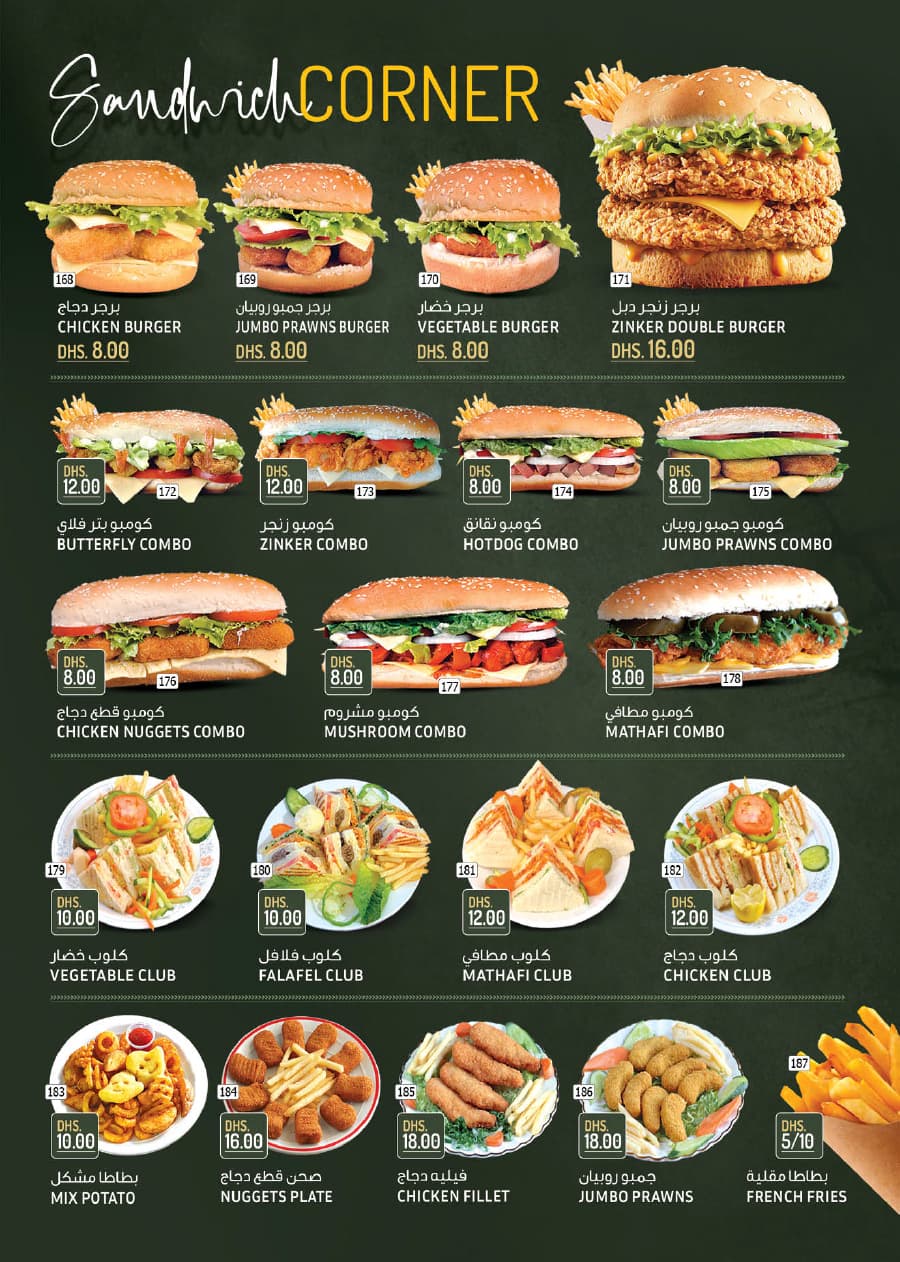 Sandwich CORNER
168
برجر دجاج
CHICKEN BURGER
DHS. 8.00
169
برجر جمبو روبيان
JUMBO PRAWNS BURGER
DHS. 8.00
170
برجر خضار
VEGETABLE BURGER
DHS. 8.00
171
برجر زنجر دبل
ZINKER DOUBLE BURGER
DHS. 16.00
DHS.
12.00
172
كومبو بتر فلاي
BUTTERFLY COMBO
DHS.
12.00
173
كومبو زنجر
ZINKER COMBO
DHS.
8.00
174
كومبو نقانق
HOTDOG COMBO
DHS.
8.00
175
كومبو جمبو روبيان
JUMBO PRAWNS COMBO
DHS.
8.00
176
كومبو قطع دجاج
CHICKEN NUGGETS COMBO
DHS.
8.00
177
كومبو مشروم
MUSHROOM COMBO
DHS.
8.00
178
كومبو مطافي
MATHAFI COMBO
179
DHS.
10.00
كلوب خضار
VEGETABLE CLUB
180
DHS.
10.00
كلوب فلافل
FALAFEL CLUB
181
DHS.
12.00
كلوب مطافي
MATHAFI CLUB
182
DHS.
12.00
كلوب دجاج
CHICKEN CLUB
183
DHS.
10.00
بطاطا مشكل
MIX POTATO
184
DHS.
16.00
صحن قطع دجاج
NUGGETS PLATE
185
DHS.
18.00
فيليه دجاج
CHICKEN FILLET
186
DHS.
18.00
جمبو روبيان
JUMBO PRAWNS
187
DHS.
5/10
بطاطا مقلية
FRENCH FRIES